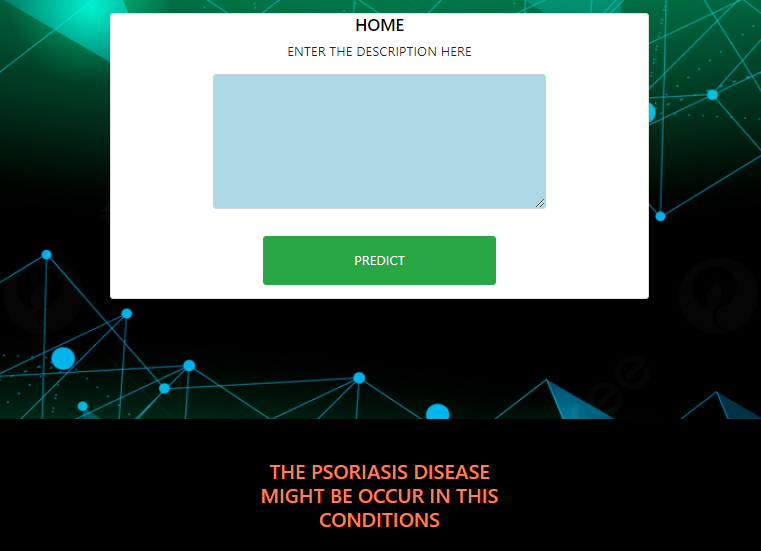 HOME
ENTER THE DESCRIPTION HERE
PREDICT
THE PSORIASIS DISEASE
MIGHT BE OCCUR IN THIS
CONDITIONS